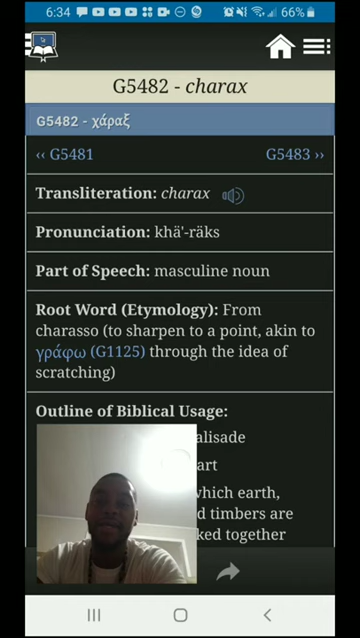 6:34
66%
G5482 - charax
G5482 - χάραξ
‹‹ G5481
G5483 ››
Transliteration: charax
Pronunciation: khä'-räks
Part of Speech: masculine noun
Root Word (Etymology): From
charasso (to sharpen to a point, akin to
γράφω (G1125) through the idea of
scratching)
Outline of Biblical Usage:
alisade
art
which earth,
d timbers are
ked together